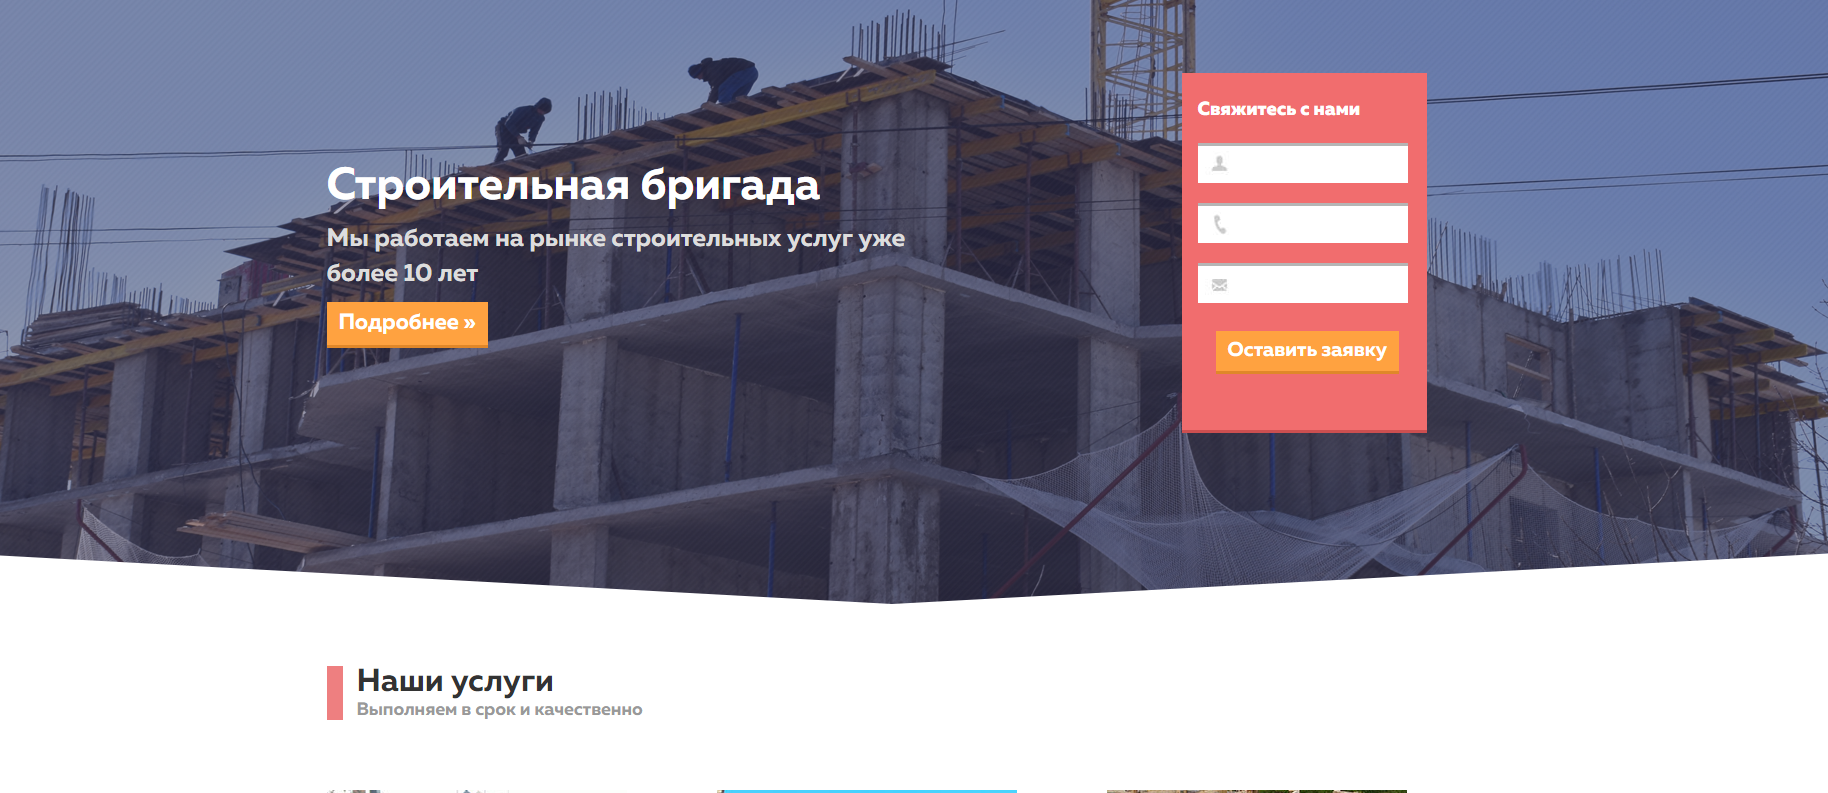 Строительная бригада
Мы работаем на рынке строительных услуг уже
более 10 лет
Подробнее »
Свяжитесь с нами
Оставить заявку
Наши услуги
Выполняем в срок и качественно